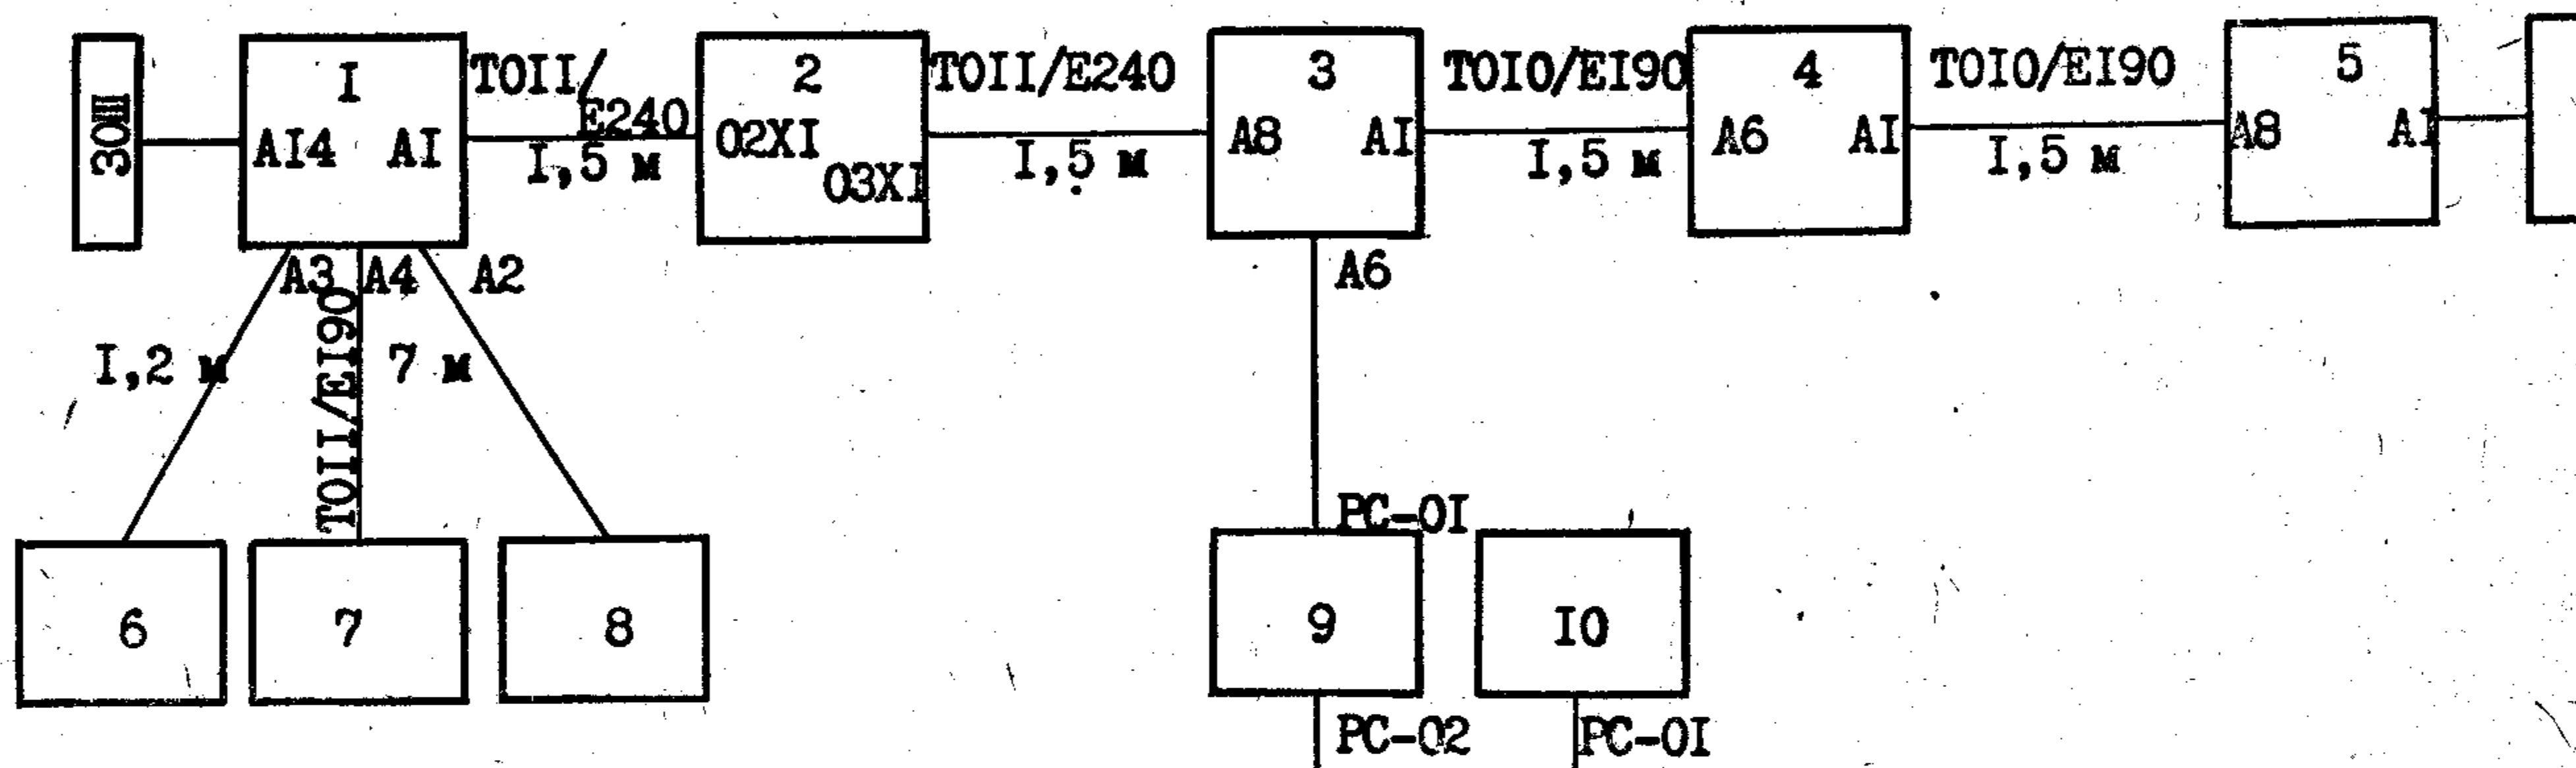 ЗОШ
I
AI4 AI
TOII/
E240
I,5 м
2
02XI
03XI
TOII/E240
I,5 м
3
A8 AI
TOIO/EI90
I,5 м
4
A6 AI
TOIO/EI90
I,5 м
5
A8 AI
A3 A4 A2
A6
I,2 м
TOII/EI90
7 м
PC-OI
6
7
8
9
IO
PC-02
PC-OI